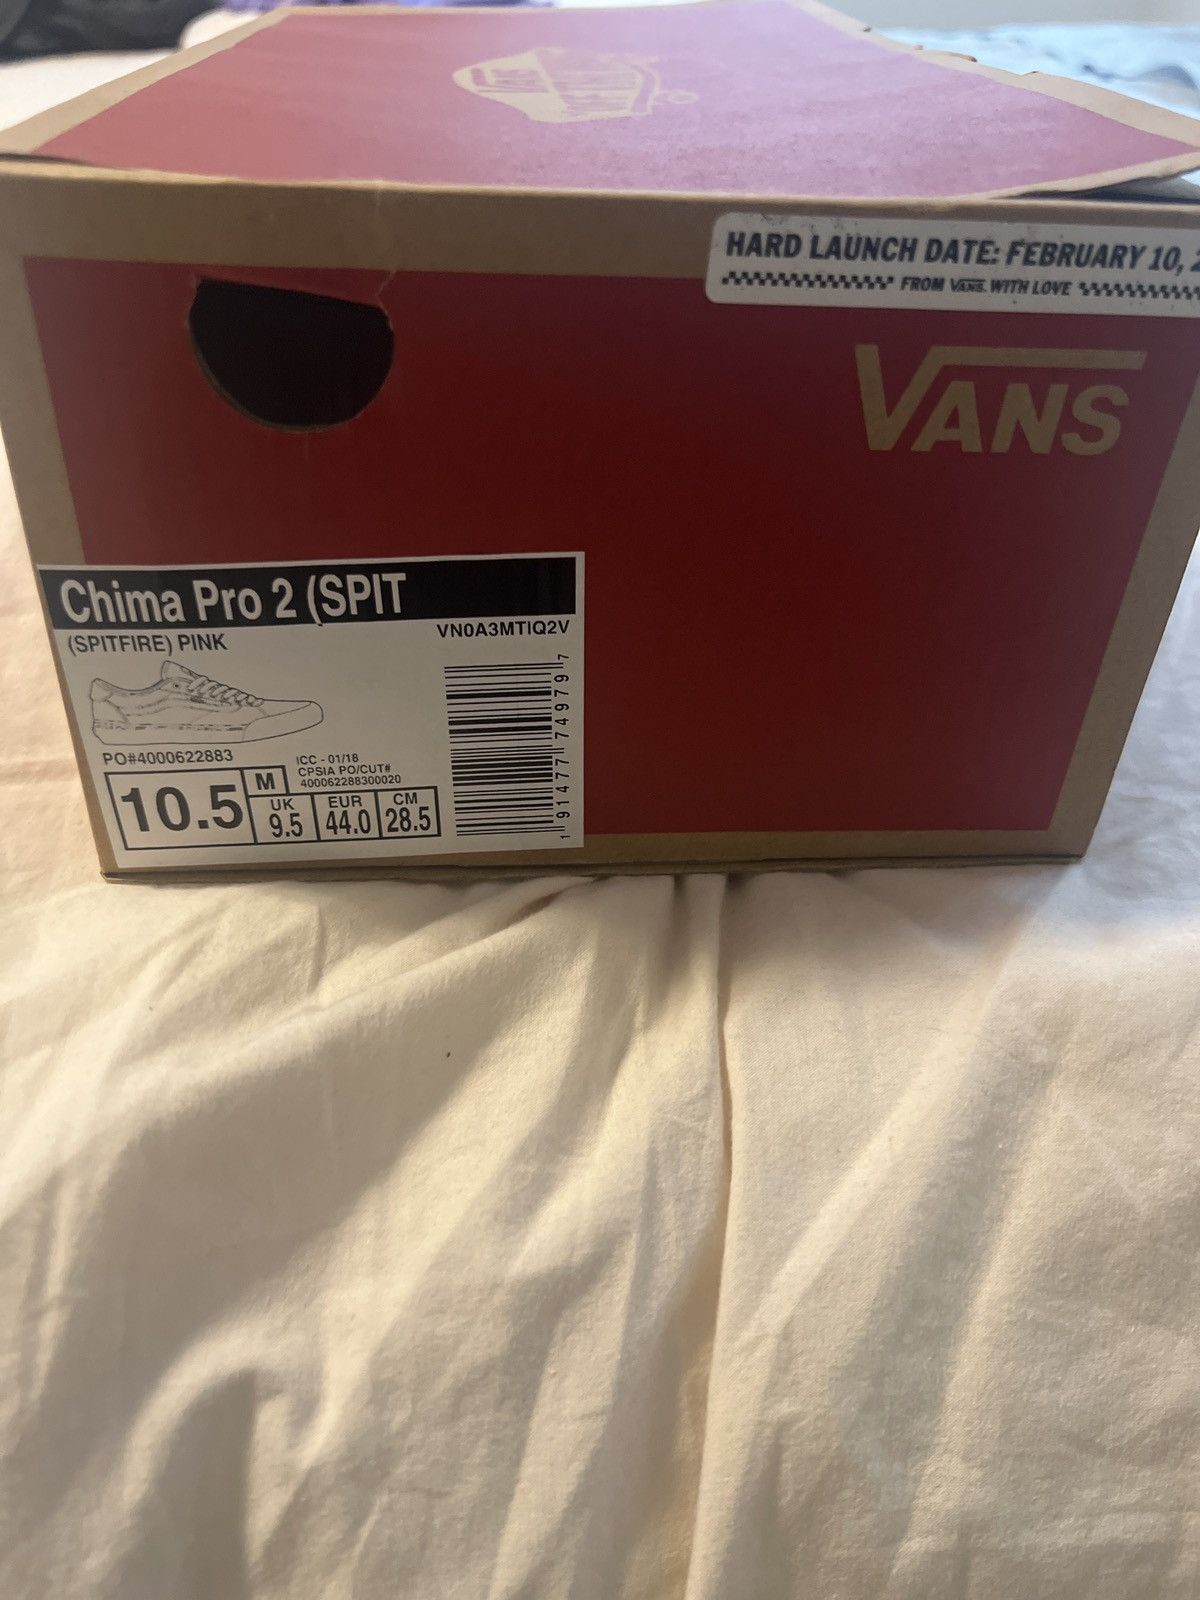 VANS
HARD LAUNCH DATE: FEBRUARY 10, 2
FROM VANS. WITH LOVE
VANS
Chima Pro 2 (SPIT
(SPITFIRE) PINK
VN0A3MTIQ2V
PO#4000622883
ICC - 01/18
CPSIA PO/CUT#
400062288300020
10.5
M
UK
9.5
EUR
44.0
CM
28.5
1 91477 74979 7